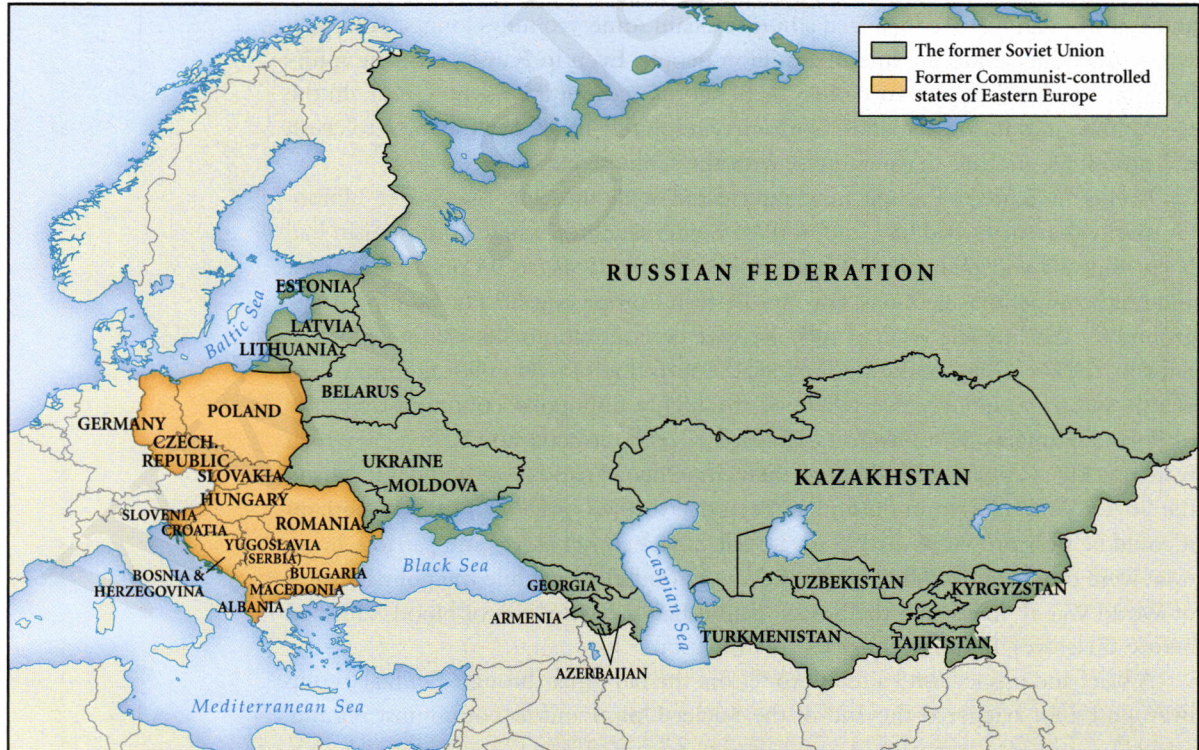 The former Soviet Union
Former Communist-controlled
states of Eastern Europe
RUSSIAN FEDERATION
ESTONIA
LATVIA
LITHUANIA
Baltic Sea
BELARUS
POLAND
GERMANY
CZECH.
REPUBLIC
SLOVAKIA
UKRAINE
MOLDOVA
KAZAKHSTAN
HUNGARY
SLOVENIA
CROATIA
ROMANIA
YUGOSLAVIA
(SERBIA)
BOSNIA &
HERZEGOVINA
BULGARIA
MACEDONIA
ALBANIA
Black Sea
Caspian Sea
GEORGIA
ARMENIA
AZERBAIJAN
UZBEKISTAN
KYRGYZSTAN
TURKMENISTAN
TAJIKISTAN
Mediterranean Sea